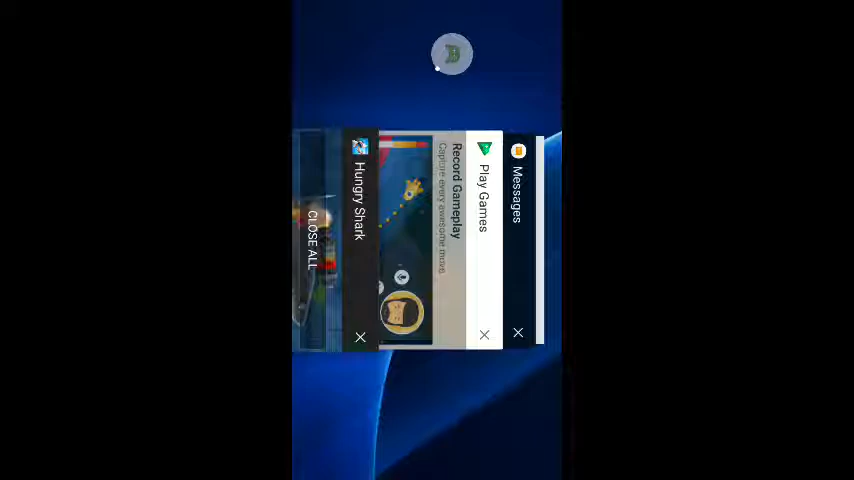 Messages
Play Games
Record Gameplay
Capture every awesome move
Hungry Shark
CLOSE ALL